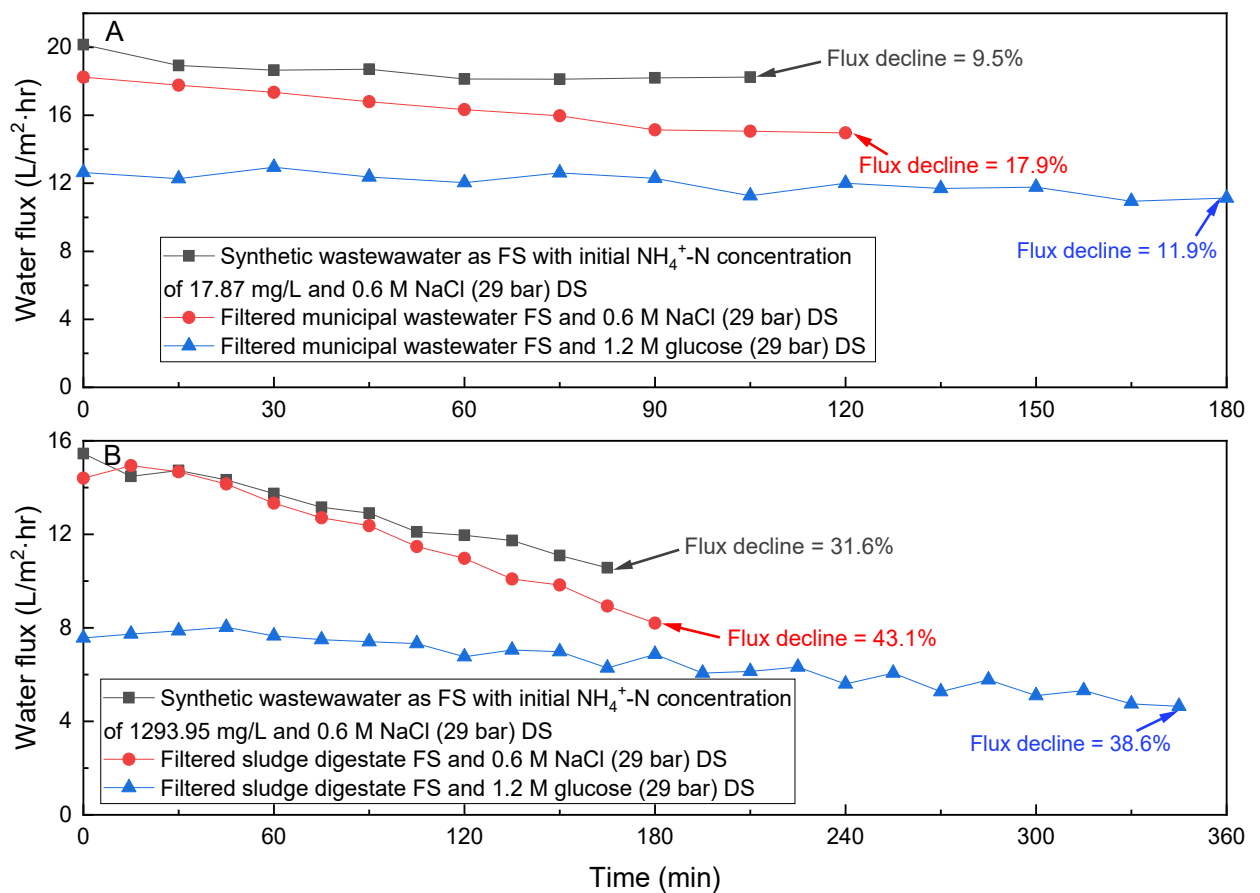 A
20
16
12
8
4
0
Water flux (L/m²·hr)
Flux decline = 9.5%
Flux decline = 17.9%
Flux decline = 11.9%
Synthetic wastewawater as FS with initial NH₄⁺-N concentration
of 17.87 mg/L and 0.6 M NaCl (29 bar) DS
Filtered municipal wastewater FS and 0.6 M NaCl (29 bar) DS
Filtered municipal wastewater FS and 1.2 M glucose (29 bar) DS
0 30 60 90 120 150 180
B
16
12
8
4
0
Water flux (L/m²·hr)
Flux decline = 31.6%
Flux decline = 43.1%
Flux decline = 38.6%
Synthetic wastewawater as FS with initial NH₄⁺-N concentration
of 1293.95 mg/L and 0.6 M NaCl (29 bar) DS
Filtered sludge digestate FS and 0.6 M NaCl (29 bar) DS
Filtered sludge digestate FS and 1.2 M glucose (29 bar) DS
0 60 120 180 240 300 360
Time (min)